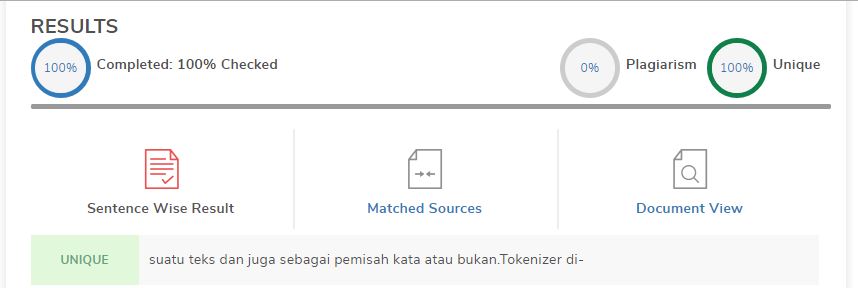 RESULTS
100% Completed: 100% Checked 0% Plagiarism 100% Unique
Sentence Wise Result Matched Sources Document View
UNIQUE suatu teks dan juga sebagai pemisah kata atau bukan.Tokenizer di-